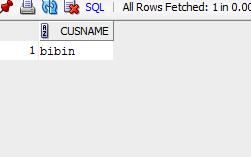 SQL | All Rows Fetched: 1 in 0.00
CUSNAME
1 bibin